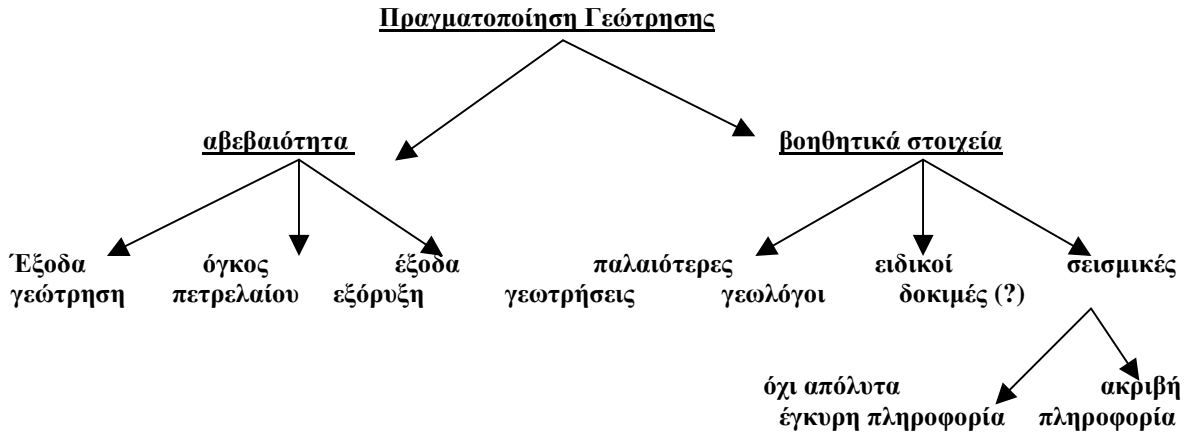 Πραγματοποίηση Γεώτρησης
αβεβαιότητα βοηθητικά στοιχεία
Έξοδα όγκος έξοδα παλαιότερες ειδικοί σεισμικές
γεώτρηση πετρελαίου εξόρυξη γεωτρήσεις γεωλόγοι δοκιμές (?)
όχι απόλυτα ακριβή
έγκυρη πληροφορία πληροφορία